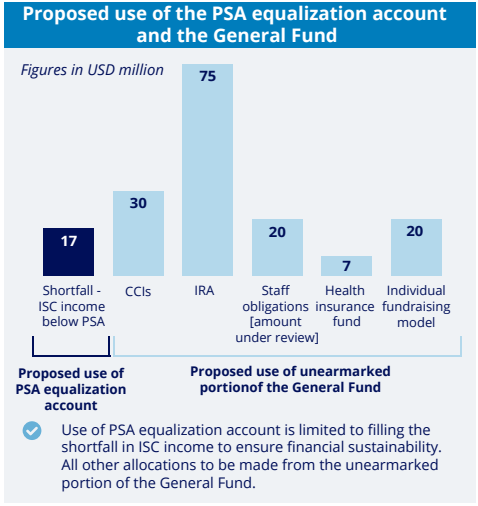 Proposed use of the PSA equalization account
and the General Fund
Figures in USD million
17
30
75
20
7
20
Shortfall -
ISC income
below PSA
CCIs
IRA
Staff
obligations
[amount
under review]
Health
insurance
fund
Individual
fundraising
model
Proposed use of
PSA equalization
account
Proposed use of unearmarked
portionof the General Fund
Use of PSA equalization account is limited to filling the
shortfall in ISC income to ensure financial sustainability.
All other allocations to be made from the unearmarked
portion of the General Fund.